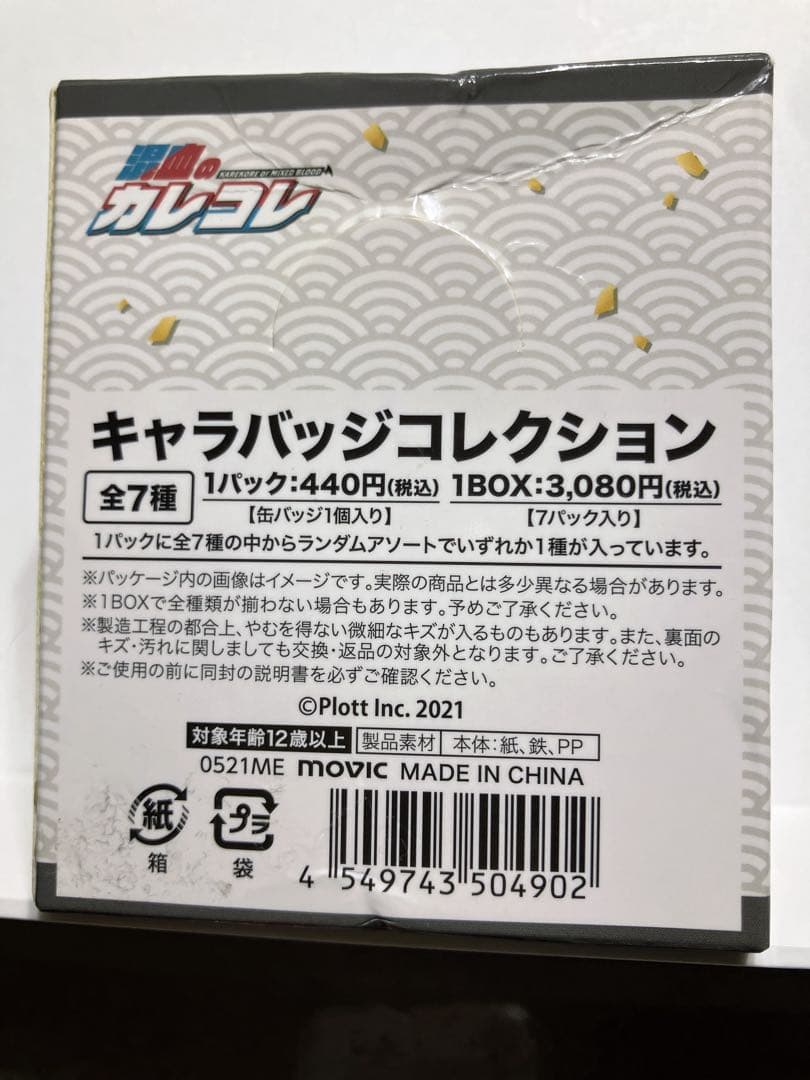 混血の
KAREKORE OF MIXED BLOOD
カレコレ
キャラバッジコレクション
全7種
1パック:440円(税込)
【缶バッジ1個入り】
1BOX:3,080円(税込)
【7パック入り】
1パックに全7種の中からランダムアソートでいずれか1種が入っています。
※パッケージ内の画像はイメージです。実際の商品とは多少異なる場合があります。
※1BOXで全種類が揃わない場合もあります。予めご了承ください。
※製造工程の都合上、やむを得ない微細なキズが入るものもあります。また、裏面の
キズ・汚れに関しましても交換・返品の対象外となります。ご了承ください。
※ご使用の前に同封の説明書を必ずご確認ください。
©Plott Inc. 2021
対象年齢12歳以上 製品素材 本体:紙、鉄、PP
0521ME movic MADE IN CHINA
紙
箱
プラ
袋
4 549743 504902